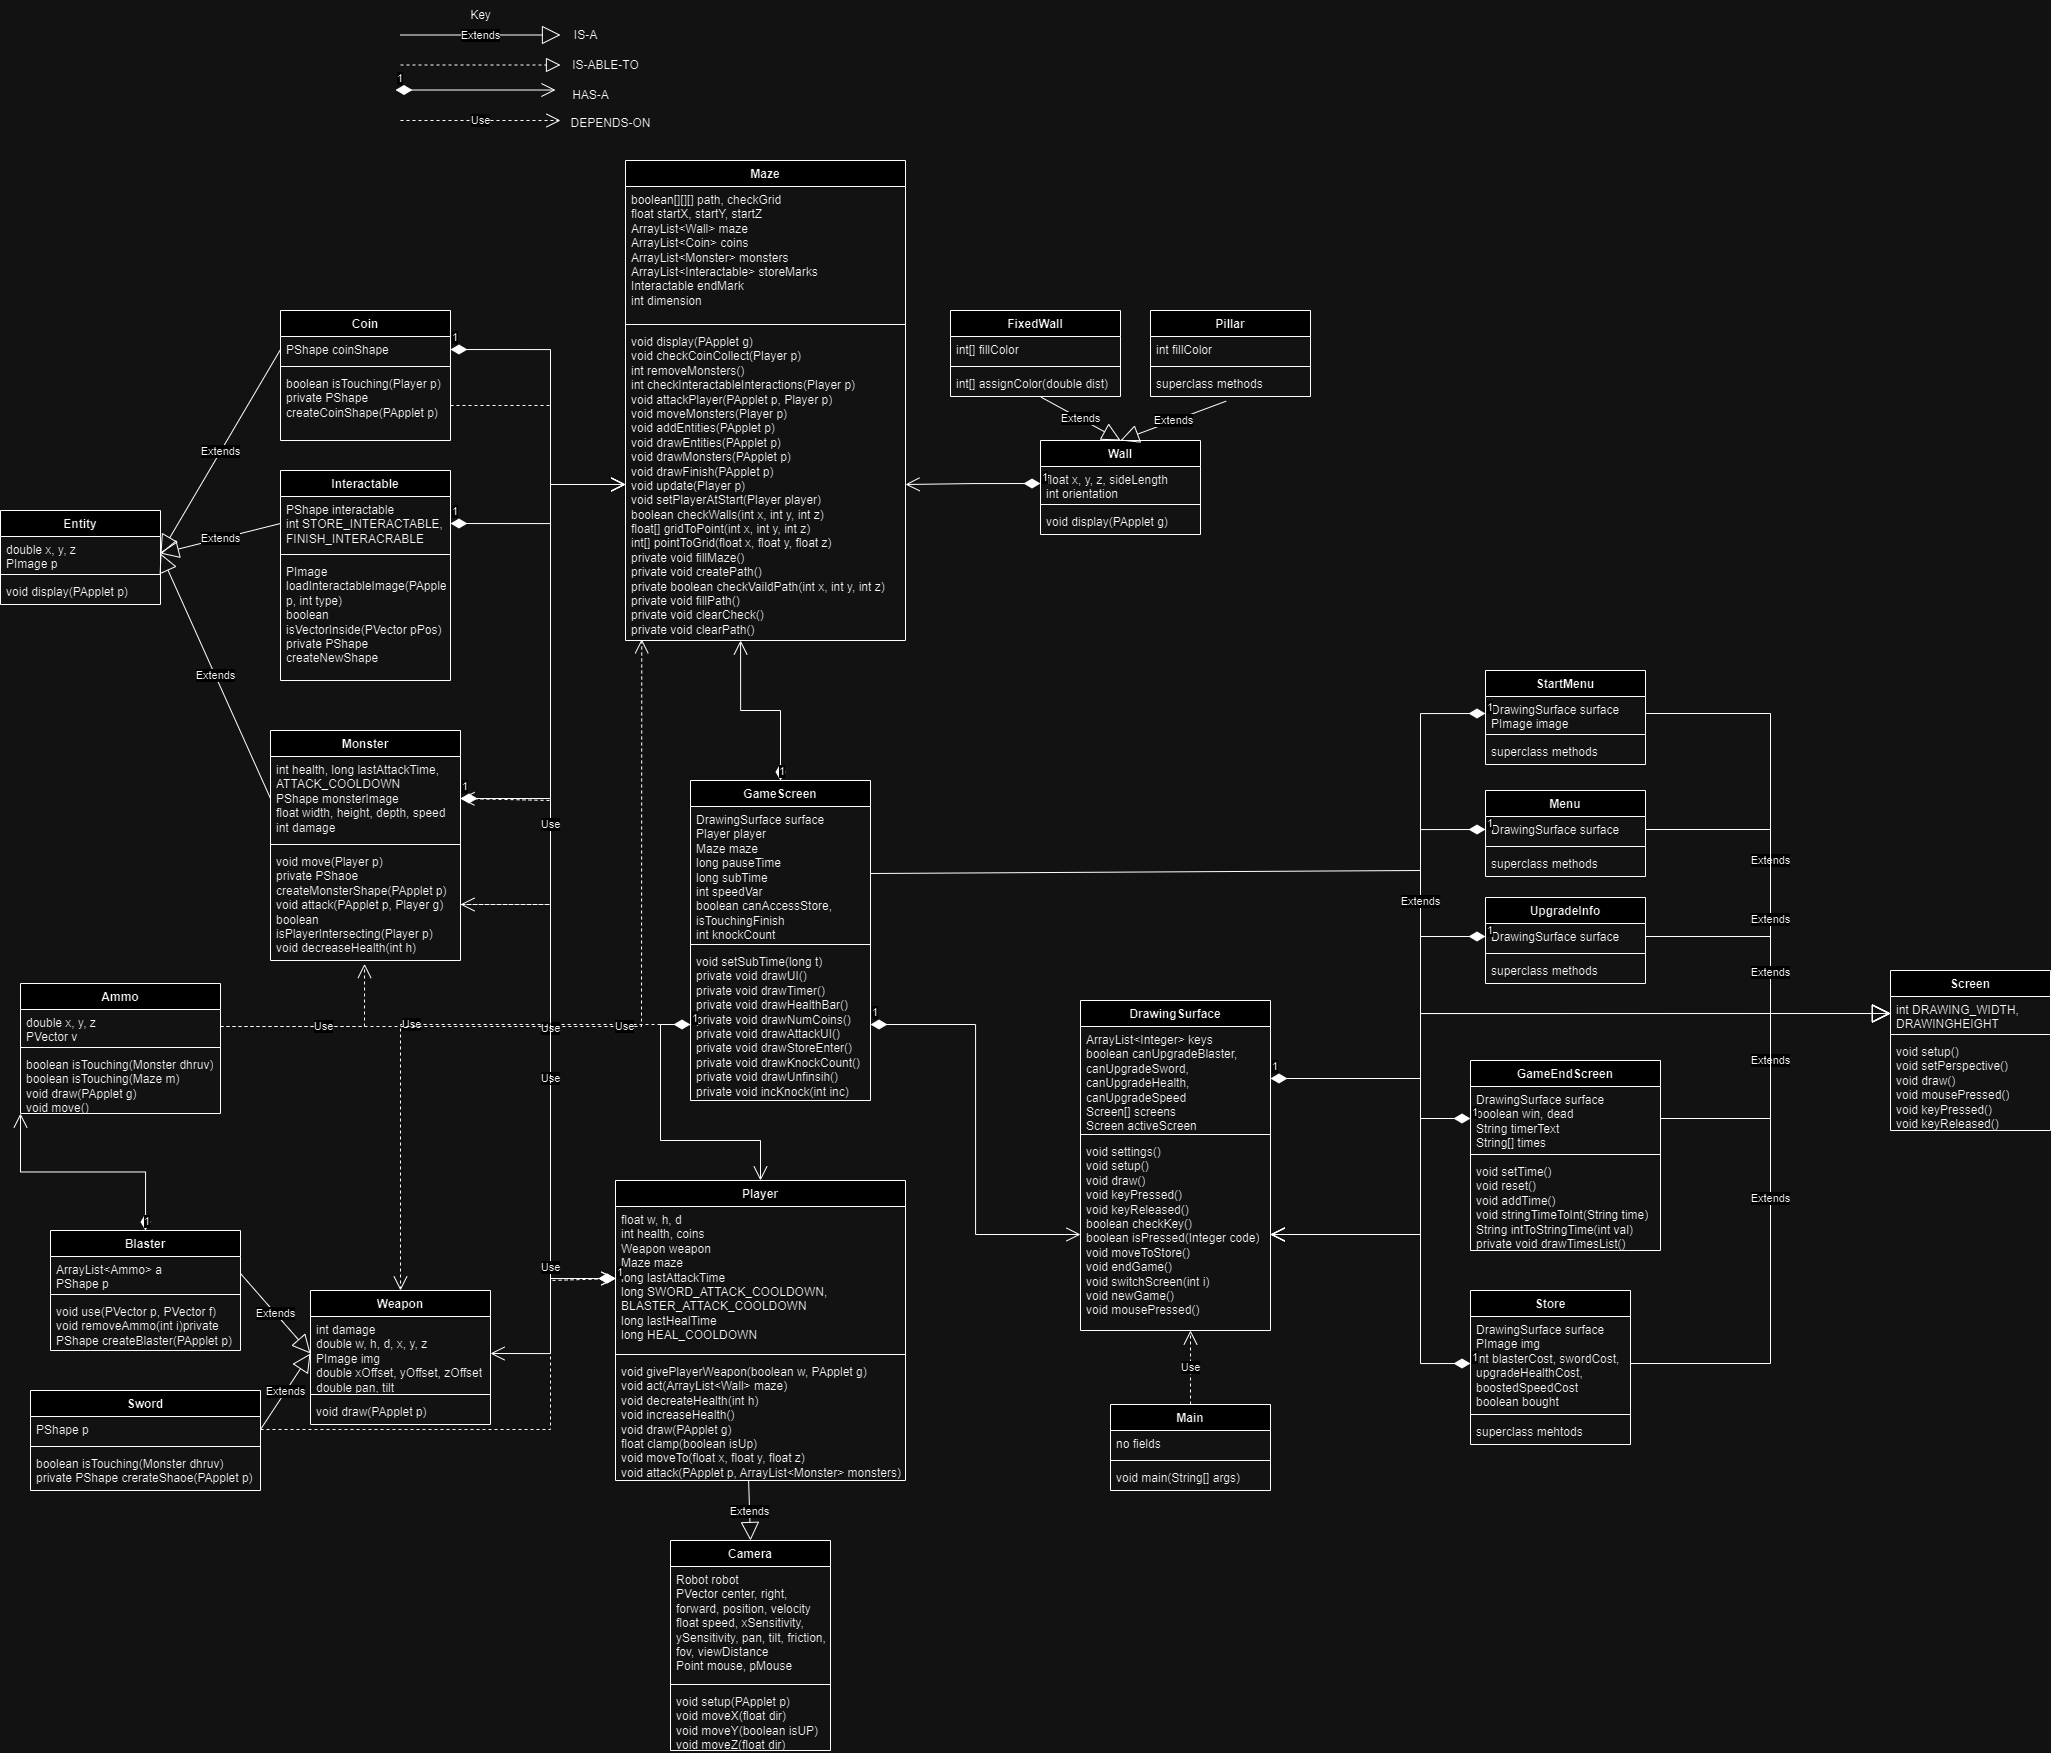 Key
Extends
IS-A
IS-ABLE-TO
1
HAS-A
Use
DEPENDS-ON
Maze
boolean[][][] path, checkGrid
float startX, startY, startZ
ArrayList<Wall> maze
ArrayList<Coin> coins
ArrayList<Monster> monsters
ArrayList<Interactable> storeMarks
Interactable endMark
int dimension
void display(PApplet g)
void checkCoinCollect(Player p)
int removeMonsters()
int checkInteractableInteractions(Player p)
void attackPlayer(PApplet p, Player p)
void moveMonsters(Player p)
void addEntities(PApplet p)
void drawEntities(PApplet p)
void drawMonsters(PApplet p)
void drawFinish(PApplet p)
void update(Player p)
void setPlayerAtStart(Player player)
boolean checkWalls(int x, int y, int z)
float[] gridToPoint(int x, int y, int z)
int[] pointToGrid(float x, float y, float z)
private void fillMaze()
private void createPath()
private boolean checkVaildPath(int x, int y, int z)
private void fillPath()
private void clearCheck()
private void clearPath()
Coin
PShape coinShape
boolean isTouching(Player p)
private PShape
createCoinShape(PApplet p)
1
FixedWall
int[] fillColor
int[] assignColor(double dist)
Pillar
int fillColor
superclass methods
Extends
Extends
Wall
1
float x, y, z, sideLength
int orientation
void display(PApplet g)
Extends
Interactable
PShape interactable
int STORE_INTERACTABLE,
FINISH_INTERACRABLE
PImage
loadInteractableImage(PApple
p, int type)
boolean
isVectorInside(PVector pPos)
private PShape
createNewShape
1
Entity
double x, y, z
PImage p
void display(PApplet p)
Extends
Extends
Monster
int health, long lastAttackTime,
ATTACK_COOLDOWN
PShape monsterImage
float width, height, depth, speed
int damage
void move(Player p)
private PShaoe
createMonsterShape(PApplet p)
void attack(PApplet p, Player g)
boolean
isPlayerIntersecting(Player p)
void decreaseHealth(int h)
1
Use
1
GameScreen
DrawingSurface surface
Player player
Maze maze
long pauseTime
long subTime
int speedVar
boolean canAccessStore,
isTouchingFinish
int knockCount
void setSubTime(long t)
private void drawUI()
private void drawTimer()
private void drawHealthBar()
private void drawNumCoins()
private void drawAttackUI()
private void drawStoreEnter()
private void drawKnockCount()
private void drawUnfinsih()
private void incKnock(int inc)
1
1
StartMenu
1
DrawingSurface surface
PImage image
superclass methods
Menu
1
DrawingSurface surface
superclass methods
Extends
Extends
UpgradeInfo
1
DrawingSurface surface
superclass methods
Extends
Extends
Screen
int DRAWING_WIDTH,
DRAWINGHEIGHT
void setup()
void setPerspective()
void draw()
void mousePressed()
void keyPressed()
void keyReleased()
Ammo
double x, y, z
PVector v
boolean isTouching(Monster dhruv)
boolean isTouching(Maze m)
void draw(PApplet g)
void move()
Use
Use
Use
Use
Use
DrawingSurface
ArrayList<Integer> keys
boolean canUpgradeBlaster,
canUpgradeSword,
canUpgradeHealth,
canUpgradeSpeed
Screen[] screens
Screen activeScreen
void settings()
void setup()
void draw()
void keyPressed()
void keyReleased()
boolean checkKey()
boolean isPressed(Integer code)
void moveToStore()
void endGame()
void switchScreen(int i)
void newGame()
void mousePressed()
1
Extends
GameEndScreen
DrawingSurface surface
1
boolean win, dead
String timerText
String[] times
void setTime()
void reset()
void addTime()
void stringTimeToInt(String time)
String intToStringTime(int val)
private void drawTimesList()
Extends
Player
float w, h, d
int health, coins
Weapon weapon
Maze maze
1
long lastAttackTime
long SWORD_ATTACK_COOLDOWN,
BLASTER_ATTACK_COOLDOWN
long lastHealTime
long HEAL_COOLDOWN
void givePlayerWeapon(boolean w, PApplet g)
void act(ArrayList<Wall> maze)
void decreateHealth(int h)
void increaseHealth()
void draw(PApplet g)
float clamp(boolean isUp)
void moveTo(float x, float y, float z)
void attack(PApplet p, ArrayList<Monster> monsters)
Use
1
Blaster
ArrayList<Ammo> a
PShape p
void use(PVector p, PVector f)
void removeAmmo(int i)private
PShape createBlaster(PApplet p)
Extends
Weapon
int damage
double w, h, d, x, y, z
PImage img
double xOffset, yOffset, zOffset
double pan, tilt
void draw(PApplet p)
Extends
Sword
PShape p
boolean isTouching(Monster dhruv)
private PShape crerateShaoe(PApplet p)
Store
DrawingSurface surface
PImage img
1
int blasterCost, swordCost,
upgradeHealthCost,
boostedSpeedCost
boolean bought
superclass mehtods
Use
Main
no fields
void main(String[] args)
Extends
Camera
Robot robot
PVector center, right,
forward, position, velocity
float speed, xSensitivity,
ySensitivity, pan, tilt, friction,
fov, viewDistance
Point mouse, pMouse
void setup(PApplet p)
void moveX(float dir)
void moveY(boolean isUP)
void moveZ(float dir)